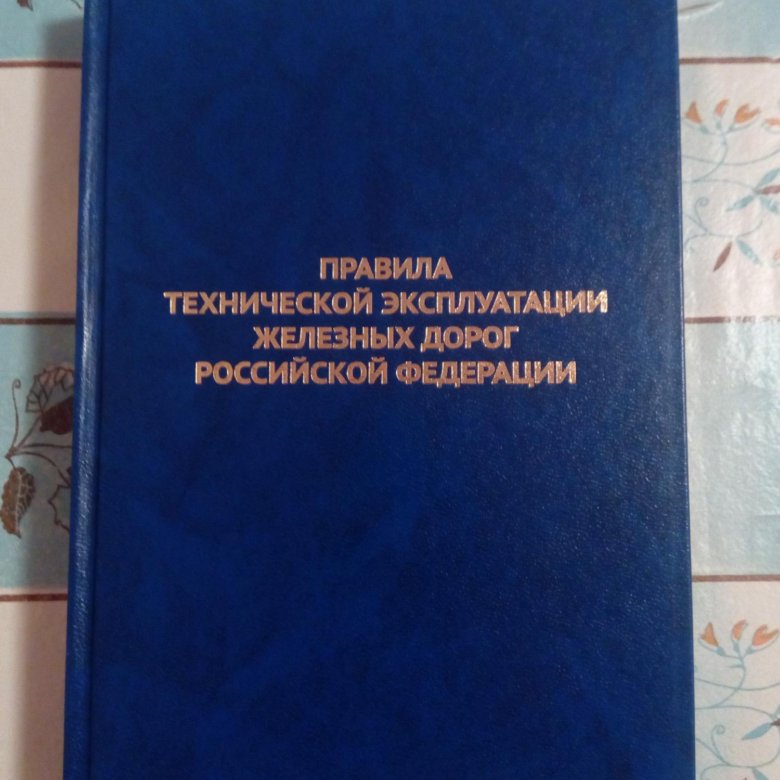 ПРАВИЛА
ТЕХНИЧЕСКОЙ ЭКСПЛУАТАЦИИ
ЖЕЛЕЗНЫХ ДОРОГ
РОССИЙСКОЙ ФЕДЕРАЦИИ